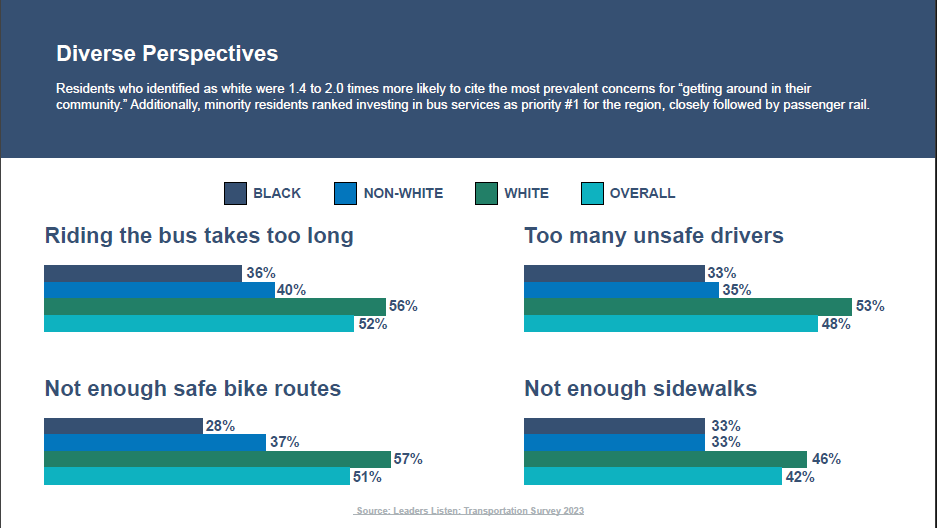 Diverse Perspectives
Residents who identified as white were 1.4 to 2.0 times more likely to cite the most prevalent concerns for “getting around in their
community.” Additionally, minority residents ranked investing in bus services as priority #1 for the region, closely followed by passenger rail.
BLACK NON-WHITE WHITE OVERALL
Riding the bus takes too long
36%
40%
56%
52%
Too many unsafe drivers
33%
35%
53%
48%
Not enough safe bike routes
28%
37%
57%
51%
Not enough sidewalks
33%
33%
46%
42%
Source: Leaders Listen: Transportation Survey 2023